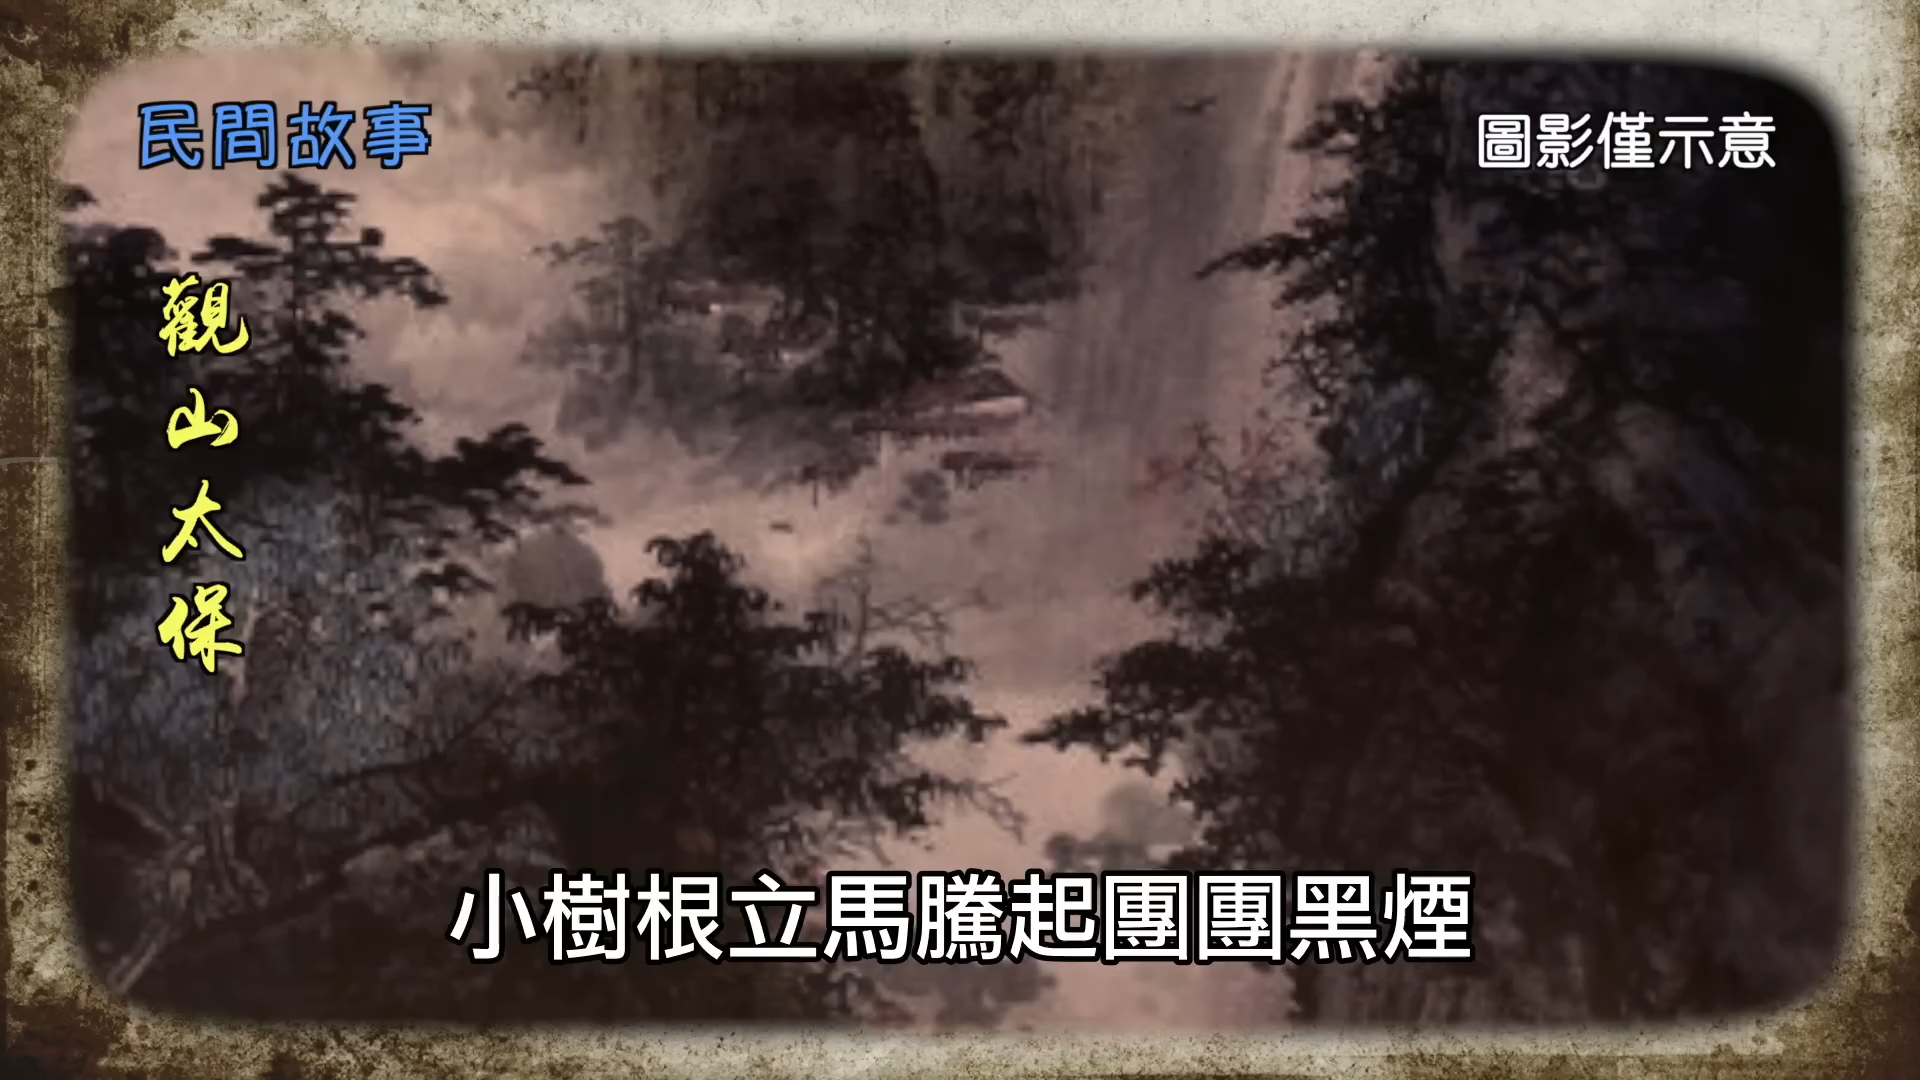 民間故事
圖影僅示意
觀山太保
小樹根立馬騰起團團黑煙